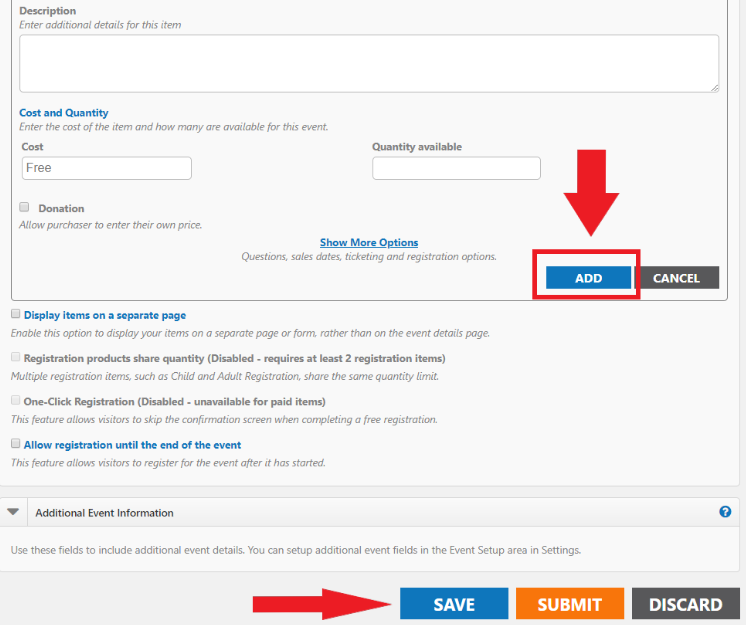 Description
Enter additional details for this item
Cost and Quantity
Enter the cost of the item and how many are available for this event.
Cost
Quantity available
Free
Donation
Allow purchaser to enter their own price.
Show More Options
Questions, sales dates, ticketing and registration options.
ADD
CANCEL
Display items on a separate page
Enable this option to display your items on a separate page or form, rather than on the event details page.
Registration products share quantity (Disabled - requires at least 2 registration items)
Multiple registration items, such as Child and Adult Registration, share the same quantity limit.
One-Click Registration (Disabled - unavailable for paid items)
This feature allows visitors to skip the confirmation screen when completing a free registration.
Allow registration until the end of the event
This feature allows visitors to register for the event after it has started.
Additional Event Information
?
Use these fields to include additional event details. You can setup additional event fields in the Event Setup area in Settings.
SAVE
SUBMIT
DISCARD